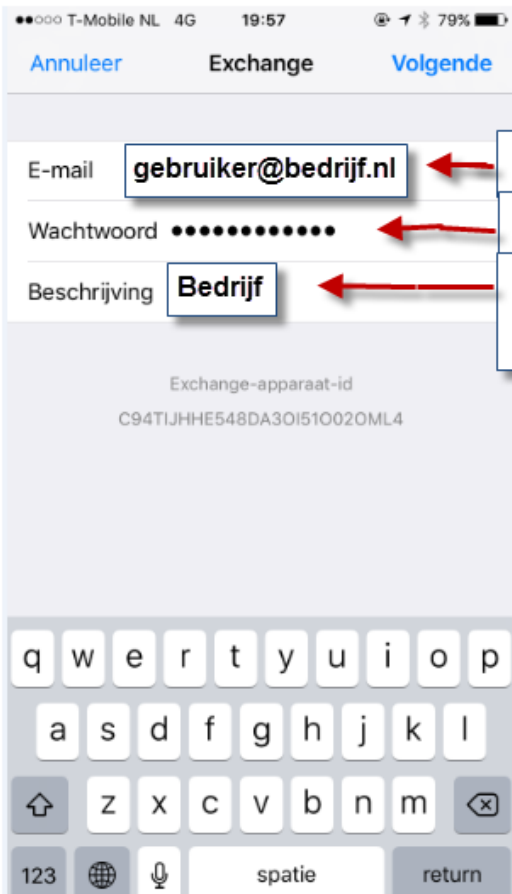 T-Mobile NL 4G 19:57 79%
Annuleer Exchange Volgende
E-mail gebruiker@bedrijf.nl
Wachtwoord ●●●●●●●●●●●●
Beschrijving Bedrijf
Exchange-apparaat-id
C94TIJHHE548DA3OI51O02OML4
q w e r t y u i o p
a s d f g h j k l
z x c v b n m
123 spatie return